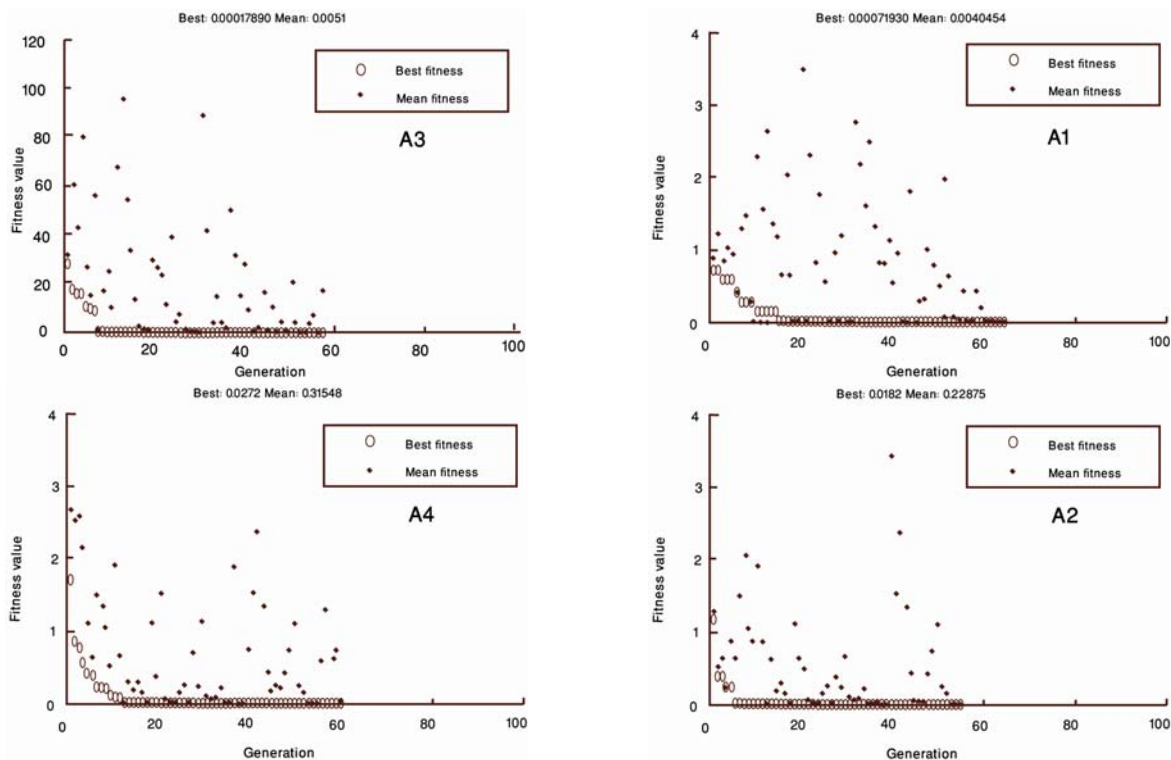 Best: 0.00017890 Mean: 0.0051
120
100
80
60
40
20
0
Fitness value
Best fitness
Mean fitness
A3
0
20
40
60
80
100
Generation
Best: 0.00071930 Mean: 0.0040454
4
3
2
1
0
Fitness value
Best fitness
Mean fitness
A1
0
20
40
60
80
100
Generation
Best: 0.0272 Mean: 0.31548
4
3
2
1
0
Fitness value
Best fitness
Mean fitness
A4
0
20
40
60
80
100
Generation
Best: 0.0182 Mean: 0.22875
4
3
2
1
0
Fitness value
Best fitness
Mean fitness
A2
0
20
40
60
80
100
Generation